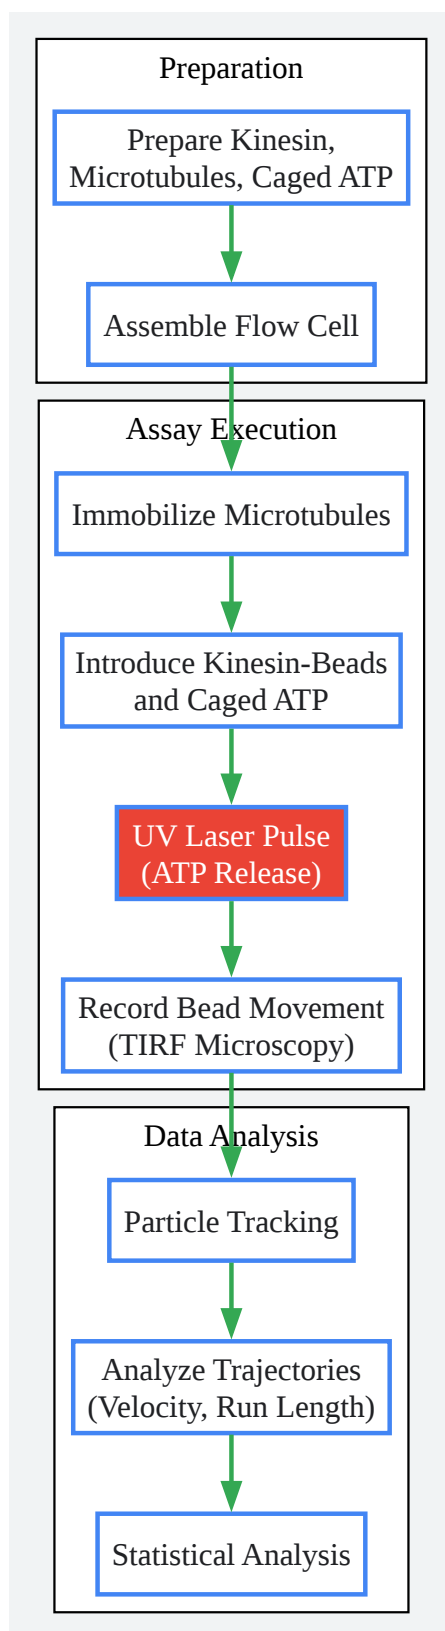 Preparation
Prepare Kinesin,
Microtubules, Caged ATP
Assemble Flow Cell
Assay Execution
Immobilize Microtubules
Introduce Kinesin-Beads
and Caged ATP
UV Laser Pulse
(ATP Release)
Record Bead Movement
(TIRF Microscopy)
Data Analysis
Particle Tracking
Analyze Trajectories
(Velocity, Run Length)
Statistical Analysis